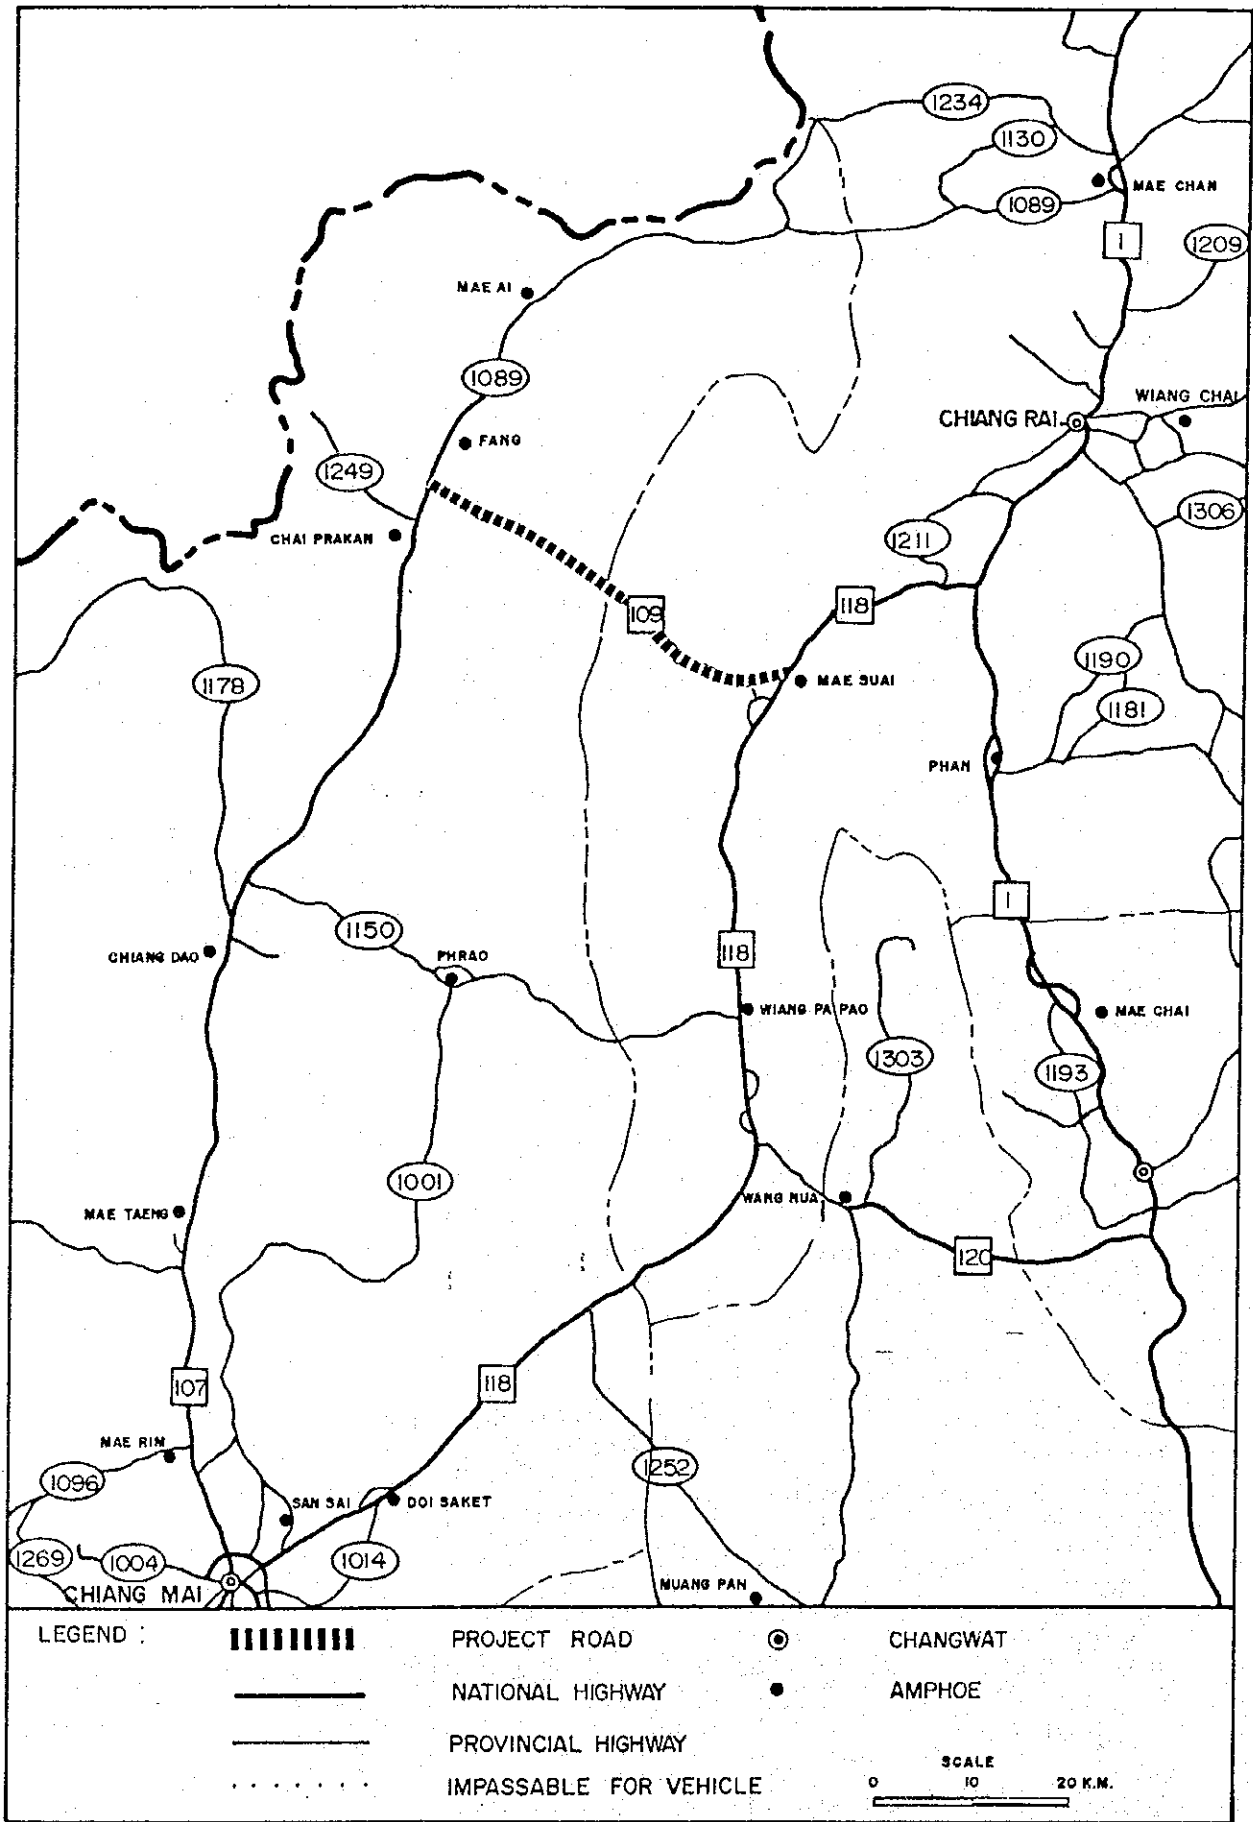 1234
1130
MAE CHAN
1089
1
1209
MAE AI
1089
WIANG CHAI
CHIANG RAI
FANG
1249
1306
CHAI PRAKAN
1211
118
109
1190
1178
MAE SUAI
1181
PHAN
1
1150
118
CHIANG DAO
PHRAO
WIANG PA PAO
MAE CHAI
1303
1193
1001
WANG NUA
MAE TAENG
120
107
118
MAE RIM
1252
1096
SAN SAI
DOI SAKET
1269
1004
1014
CHIANG MAI
MUANG PAN
LEGEND :
PROJECT ROAD
CHANGWAT
NATIONAL HIGHWAY
AMPHOE
PROVINCIAL HIGHWAY
IMPASSABLE FOR VEHICLE
SCALE
0 10 20 K.M.